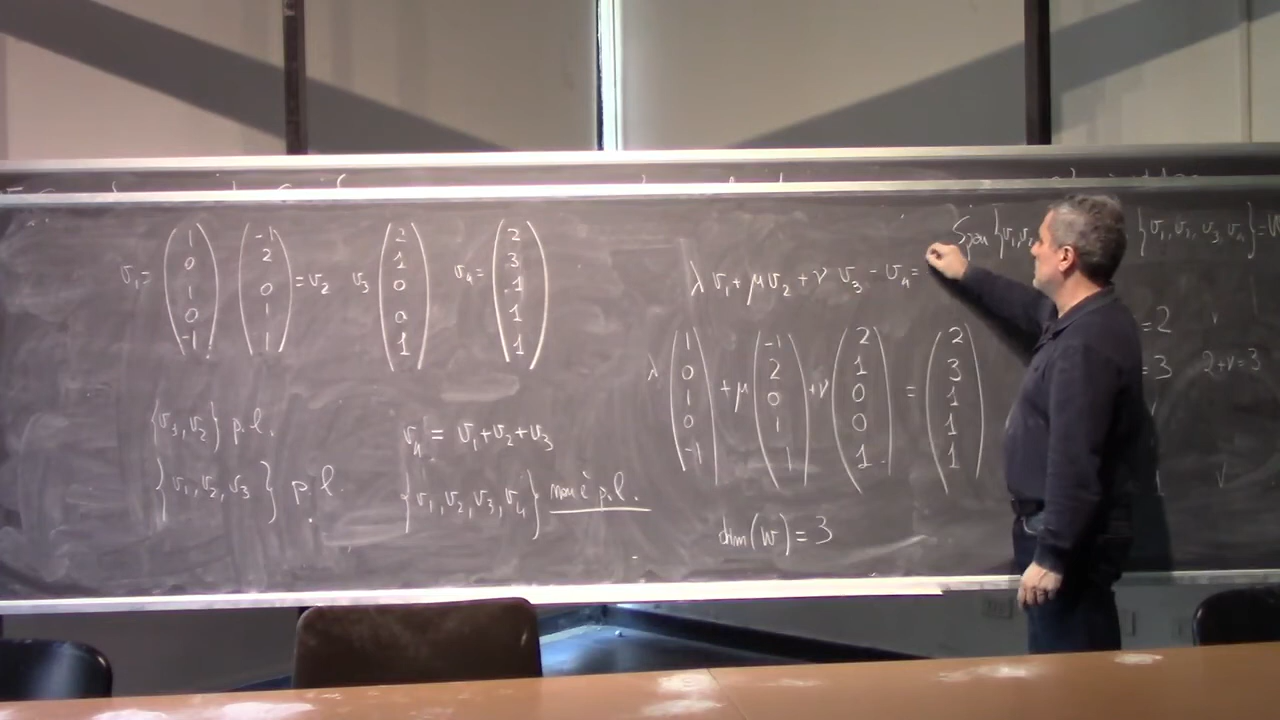 v₁ = (1 0 1 0 -1) (-1 2 0 1 1) = v₂ v₃ (2 1 0 0 1) v₄ = (2 3 1 1 1)
{v₃, v₂} p.l.
{v₁, v₂, v₃} p.l.
v₄ = v₁ + v₂ + v₃
{v₁, v₂, v₃, v₄} non è p.l.
Span {v₁, v₂ {v₁, v₂, v₃, v₄} = W
λ v₁ + μ v₂ + ν v₃ - v₄ =
λ (1 0 1 0 -1) + μ (-1 2 0 1 1) + ν (2 1 0 0 1) = (2 3 1 1 1)
= 2
= 3 2+ν=3
dim(W) = 3